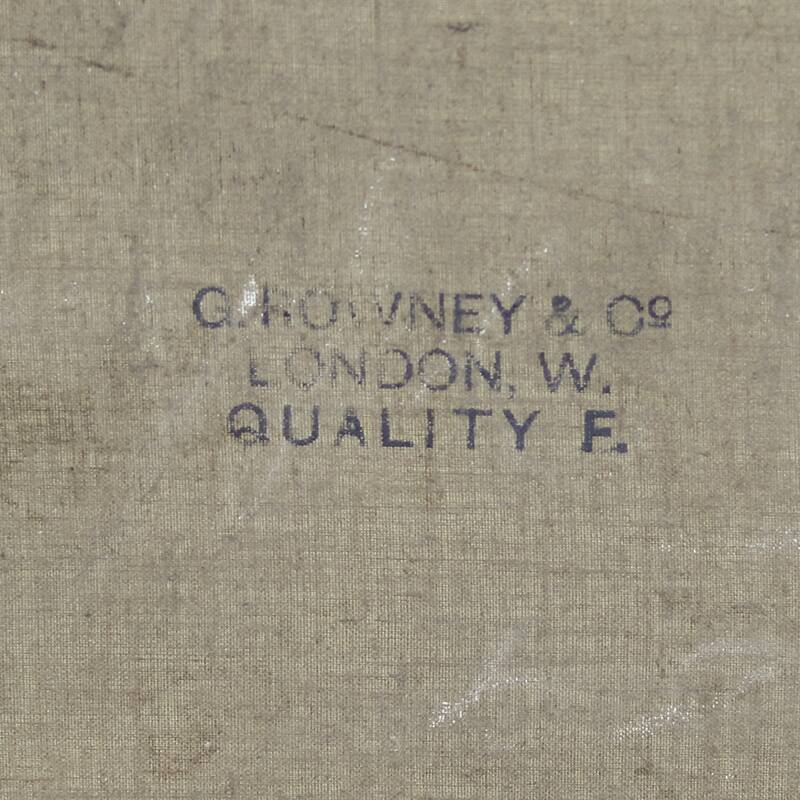 G. ROWNEY & Cº
LONDON, W.
QUALITY F.